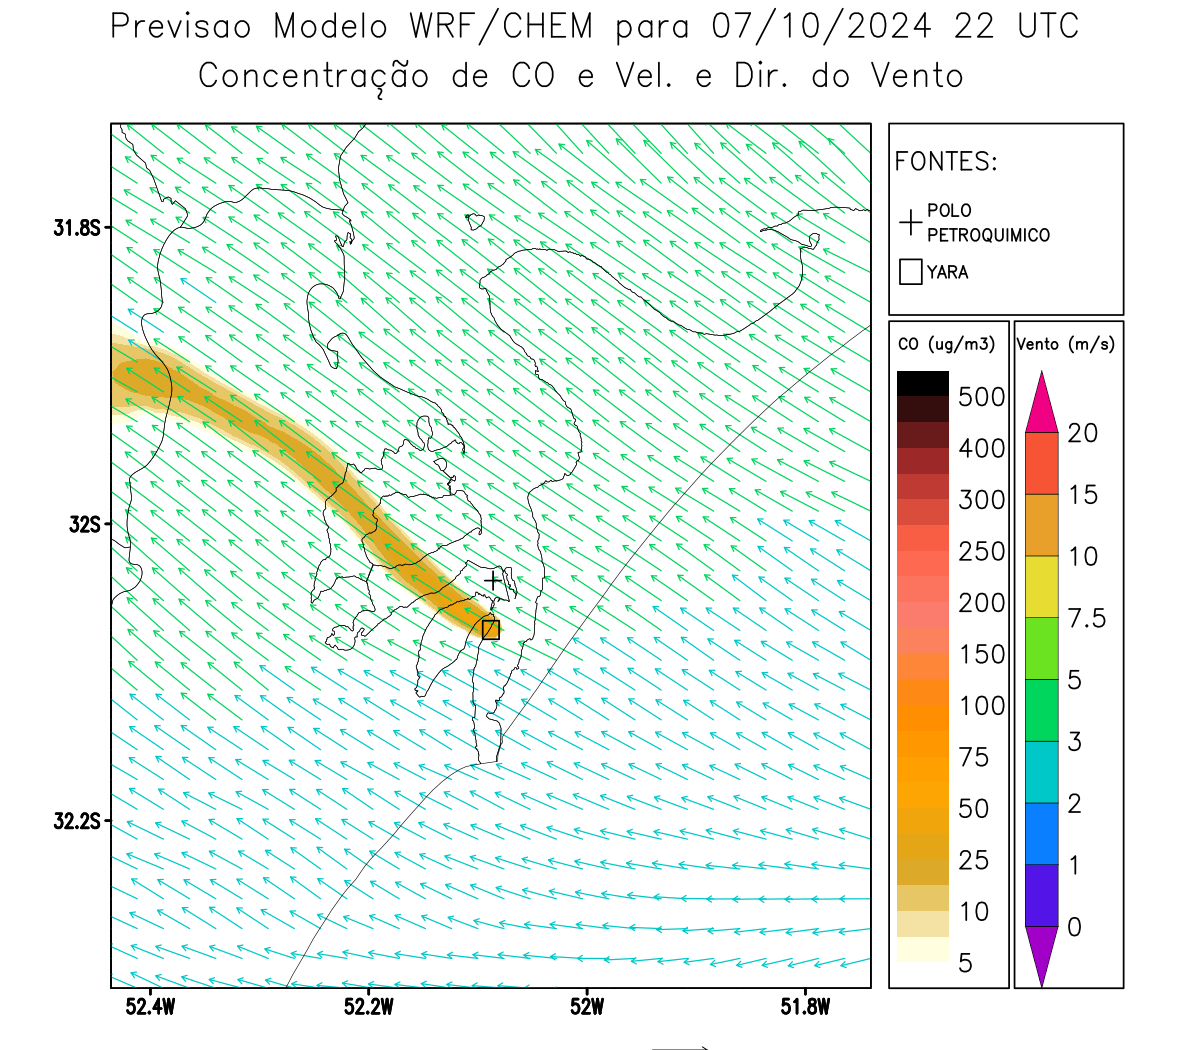 Previsao Modelo WRF/CHEM para 07/10/2024 22 UTC
Concentração de CO e Vel. e Dir. do Vento
FONTES:
POLO
PETROQUIMICO
YARA
CO (ug/m3)
500
400
300
250
200
150
100
75
50
25
10
5
Vento (m/s)
20
15
10
7.5
5
3
2
1
0
31.8S
32S
32.2S
52.4W
52.2W
52W
51.8W